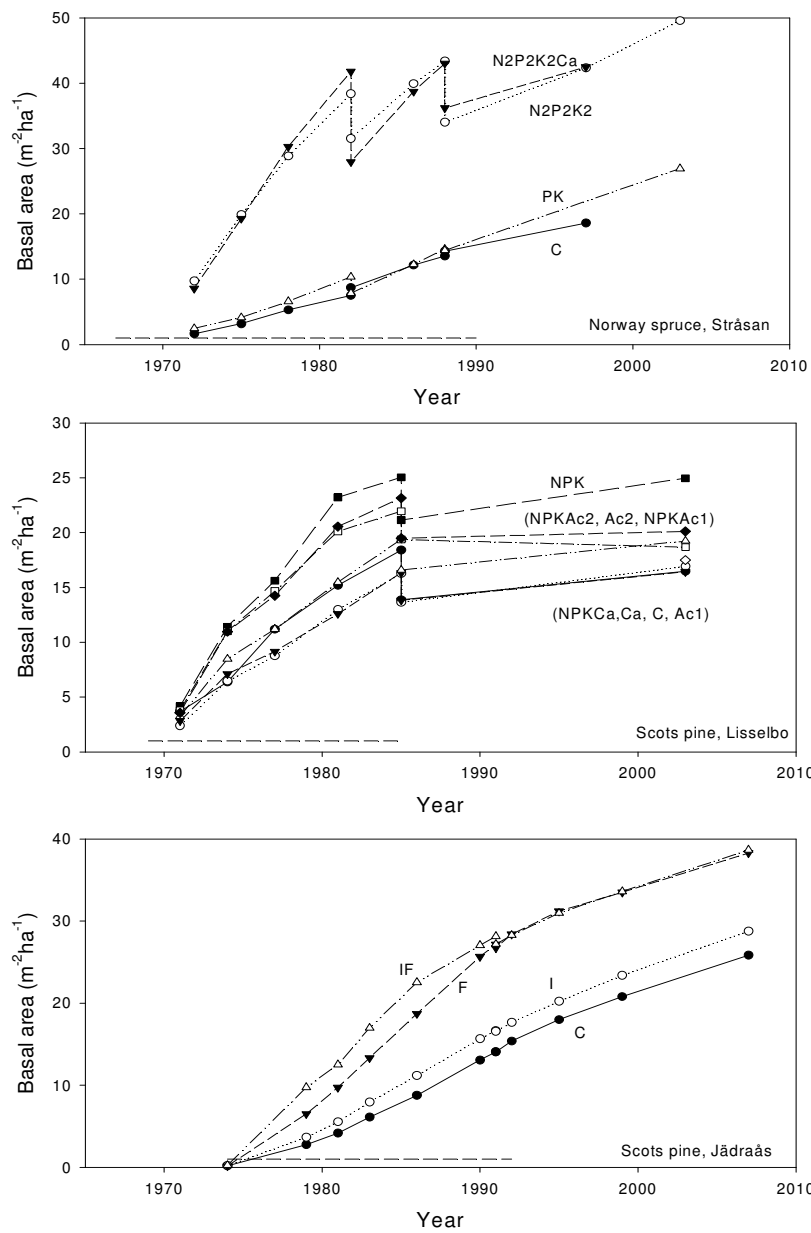 50
N2P2K2Ca
40
N2P2K2
30
PK
20
C
10
Norway spruce, Stråsan
0
1970 1980 1990 2000 2010
Year
Basal area (m-2ha-1)
30
NPK
25
(NPKAc2, Ac2, NPKAc1)
20
15
(NPKCa,Ca, C, Ac1)
10
5
Scots pine, Lisselbo
0
1970 1980 1990 2000 2010
Year
Basal area (m-2ha-1)
40
30
IF
F
I
20
C
10
Scots pine, Jädraås
0
1970 1980 1990 2000 2010
Year
Basal area (m-2ha-1)